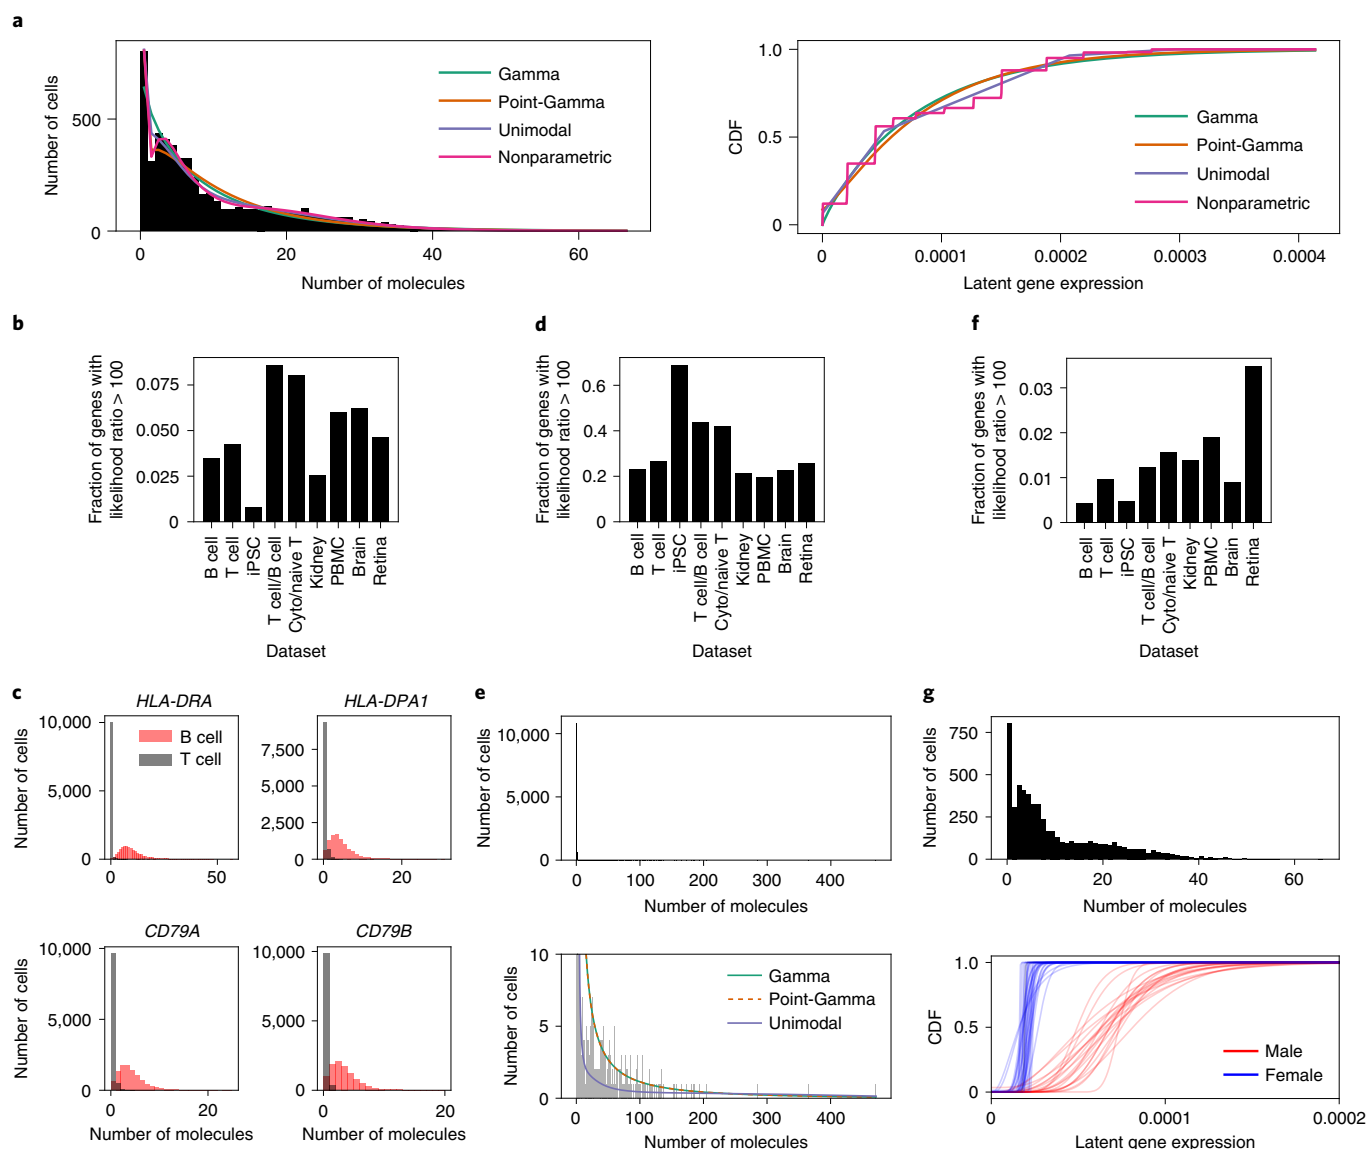 a
Number of cells
500
0
0
20
40
60
Number of molecules
Gamma
Point-Gamma
Unimodal
Nonparametric
CDF
1.0
0.5
0
0
0.0001
0.0002
0.0003
0.0004
Latent gene expression
Gamma
Point-Gamma
Unimodal
Nonparametric
b
Fraction of genes with
likelihood ratio > 100
0.075
0.050
0.025
0
B cell
T cell
iPSC
T cell/B cell
Cyto/naive T
Kidney
PBMC
Brain
Retina
Dataset
d
Fraction of genes with
likelihood ratio > 100
0.6
0.4
0.2
0
B cell
T cell
iPSC
T cell/B cell
Cyto/naive T
Kidney
PBMC
Brain
Retina
Dataset
f
Fraction of genes with
likelihood ratio > 100
0.03
0.02
0.01
0
B cell
T cell
iPSC
T cell/B cell
Cyto/naive T
Kidney
PBMC
Brain
Retina
Dataset
c
HLA-DRA
Number of cells
10,000
5,000
0
0
50
B cell
T cell
HLA-DPA1
7,500
5,000
2,500
0
0
20
CD79A
Number of cells
10,000
5,000
0
0
20
Number of molecules
CD79B
10,000
5,000
0
0
20
Number of molecules
e
Number of cells
10,000
5,000
0
0
100
200
300
400
Number of molecules
Number of cells
10
5
0
0
100
200
300
400
Number of molecules
Gamma
Point-Gamma
Unimodal
g
Number of cells
750
500
250
0
0
20
40
60
Number of molecules
CDF
1.0
0.5
0
0
0.0001
0.0002
Latent gene expression
Male
Female